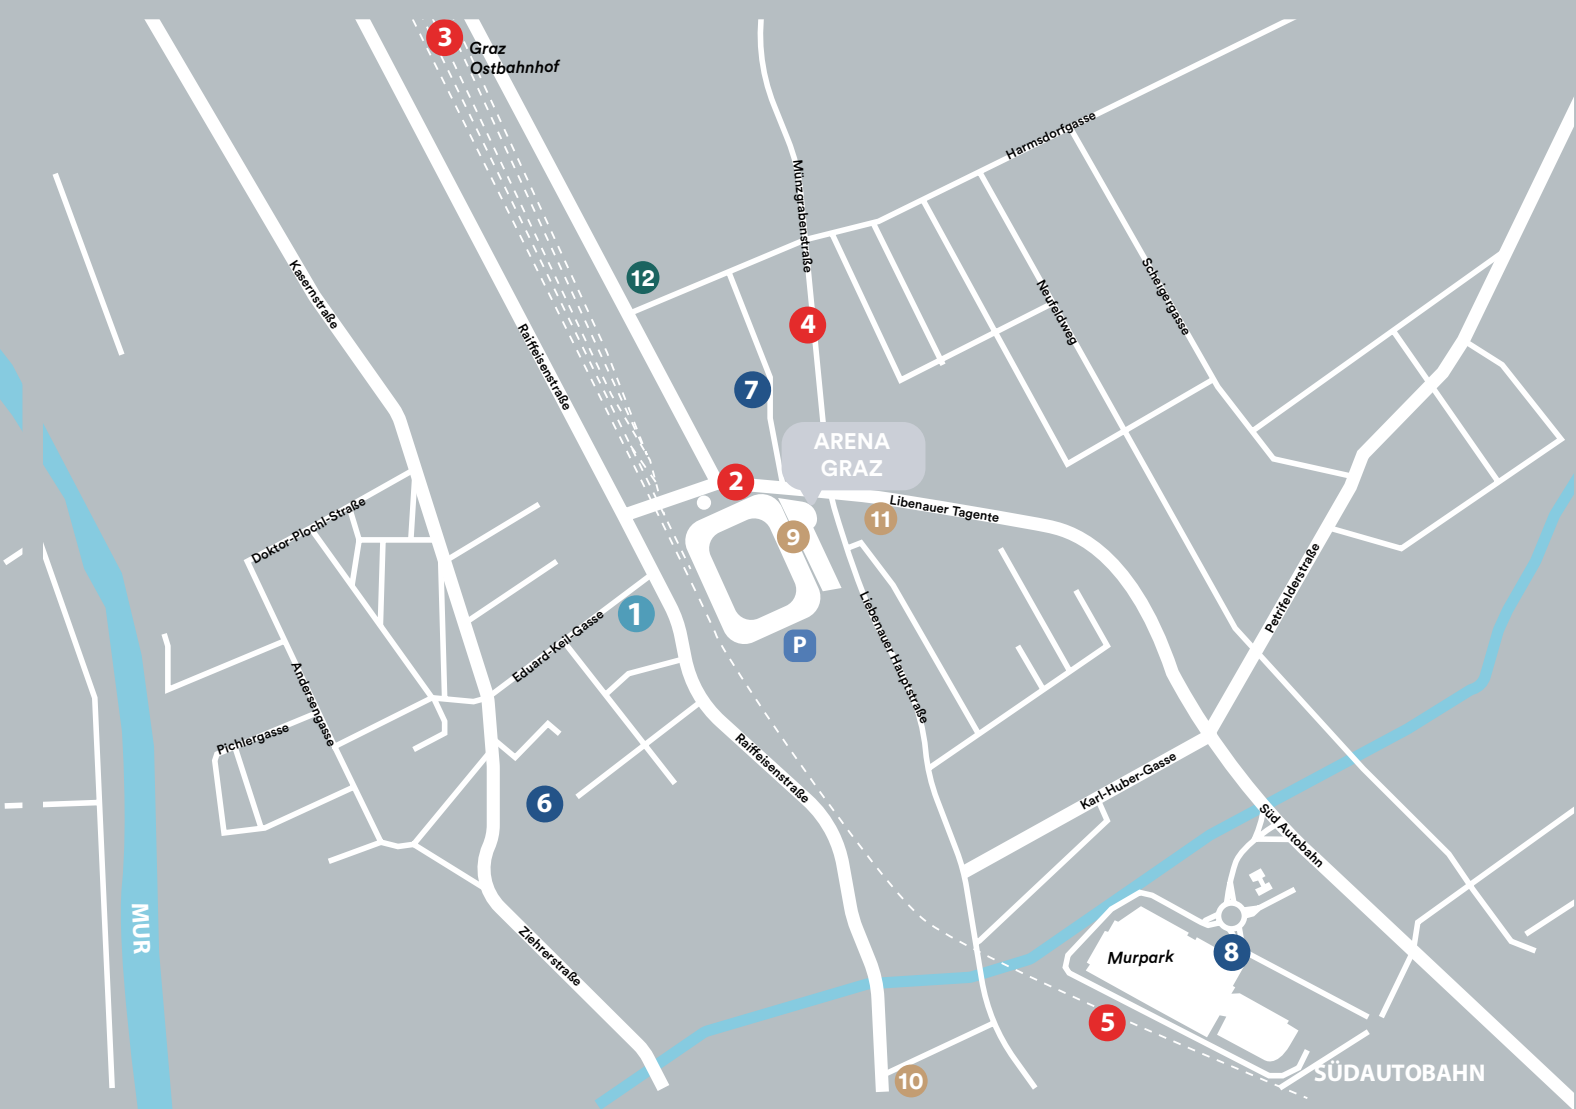 3
Graz
Ostbahnhof
Harmsdorfgasse
Münzgrabenstraße
Kasernstraße
12
Scheigergasse
Neufeldweg
Raiffeisenstraße
4
7
ARENA
GRAZ
2
Libenauer Tagente
11
9
Doktor-Plochl-Straße
Petrifelderstraße
1
Eduard-Keil-Gasse
P
Liebenauer Hauptstraße
Andersengasse
Pichlergasse
Raiffeisenstraße
Karl-Huber-Gasse
6
Süd Autobahn
MUR
Ziehrerstraße
Murpark
8
5
SÜDAUTOBAHN
10